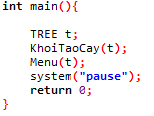 int main(){
TREE t;
KhoiTaoCay(t);
Menu(t);
system("pause");
return 0;
}